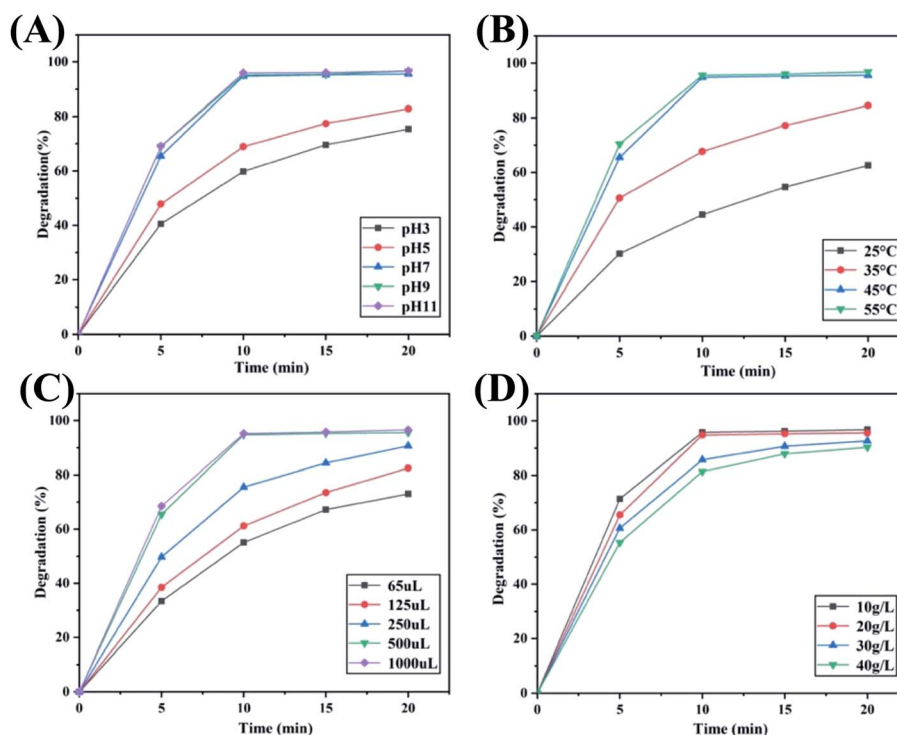 (A)
Degradation(%)
100
80
60
40
20
0
pH3
pH5
pH7
pH9
pH11
0 5 10 15 20
Time (min)
(B)
Degradation (%)
100
80
60
40
20
0
25°C
35°C
45°C
55°C
0 5 10 15 20
Time (min)
(C)
Degradation (%)
100
80
60
40
20
0
65uL
125uL
250uL
500uL
1000uL
0 5 10 15 20
Time (min)
(D)
Degradation (%)
100
80
60
40
20
0
10g/L
20g/L
30g/L
40g/L
0 5 10 15 20
Time (min)